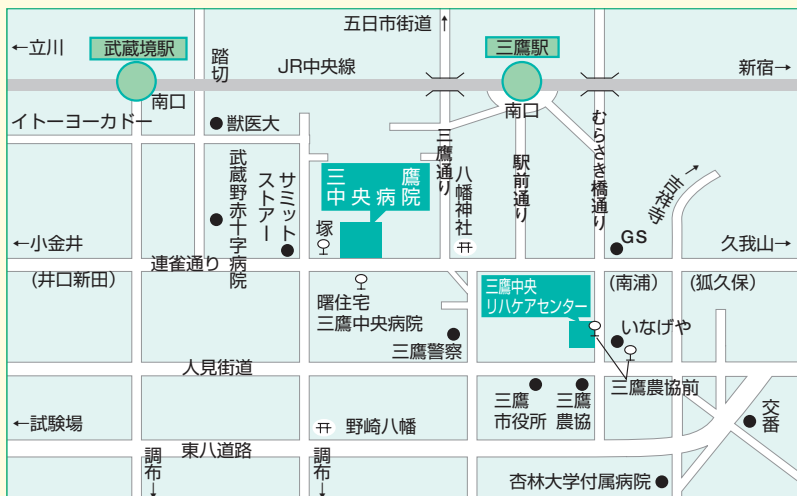 五日市街道↑
←立川
武蔵境駅
踏切
JR中央線
三鷹駅
新宿→
南口
南口
イトーヨーカドー
獣医大
三鷹通り
駅前通り
むらさき橋通り
吉祥寺→
武蔵野赤十字病院
サミット
ストアー
三鷹
中央病院
八幡神社
塚
GS
←小金井
久我山→
連雀通り
(井口新田)
(南浦)
(狐久保)
曙住宅
三鷹中央病院
三鷹中央
リハケアセンター
いなげや
三鷹警察
人見街道
三鷹農協前
三鷹
市役所
三鷹
農協
交番
←試験場
野崎八幡
東八道路
調布→
調布→
杏林大学付属病院